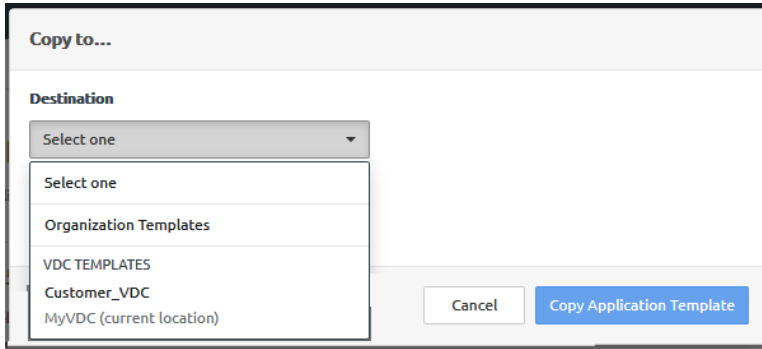 Copy to...
Destination
Select one
Select one
Organization Templates
VDC TEMPLATES
Customer_VDC
MyVDC (current location)
Cancel
Copy Application Template